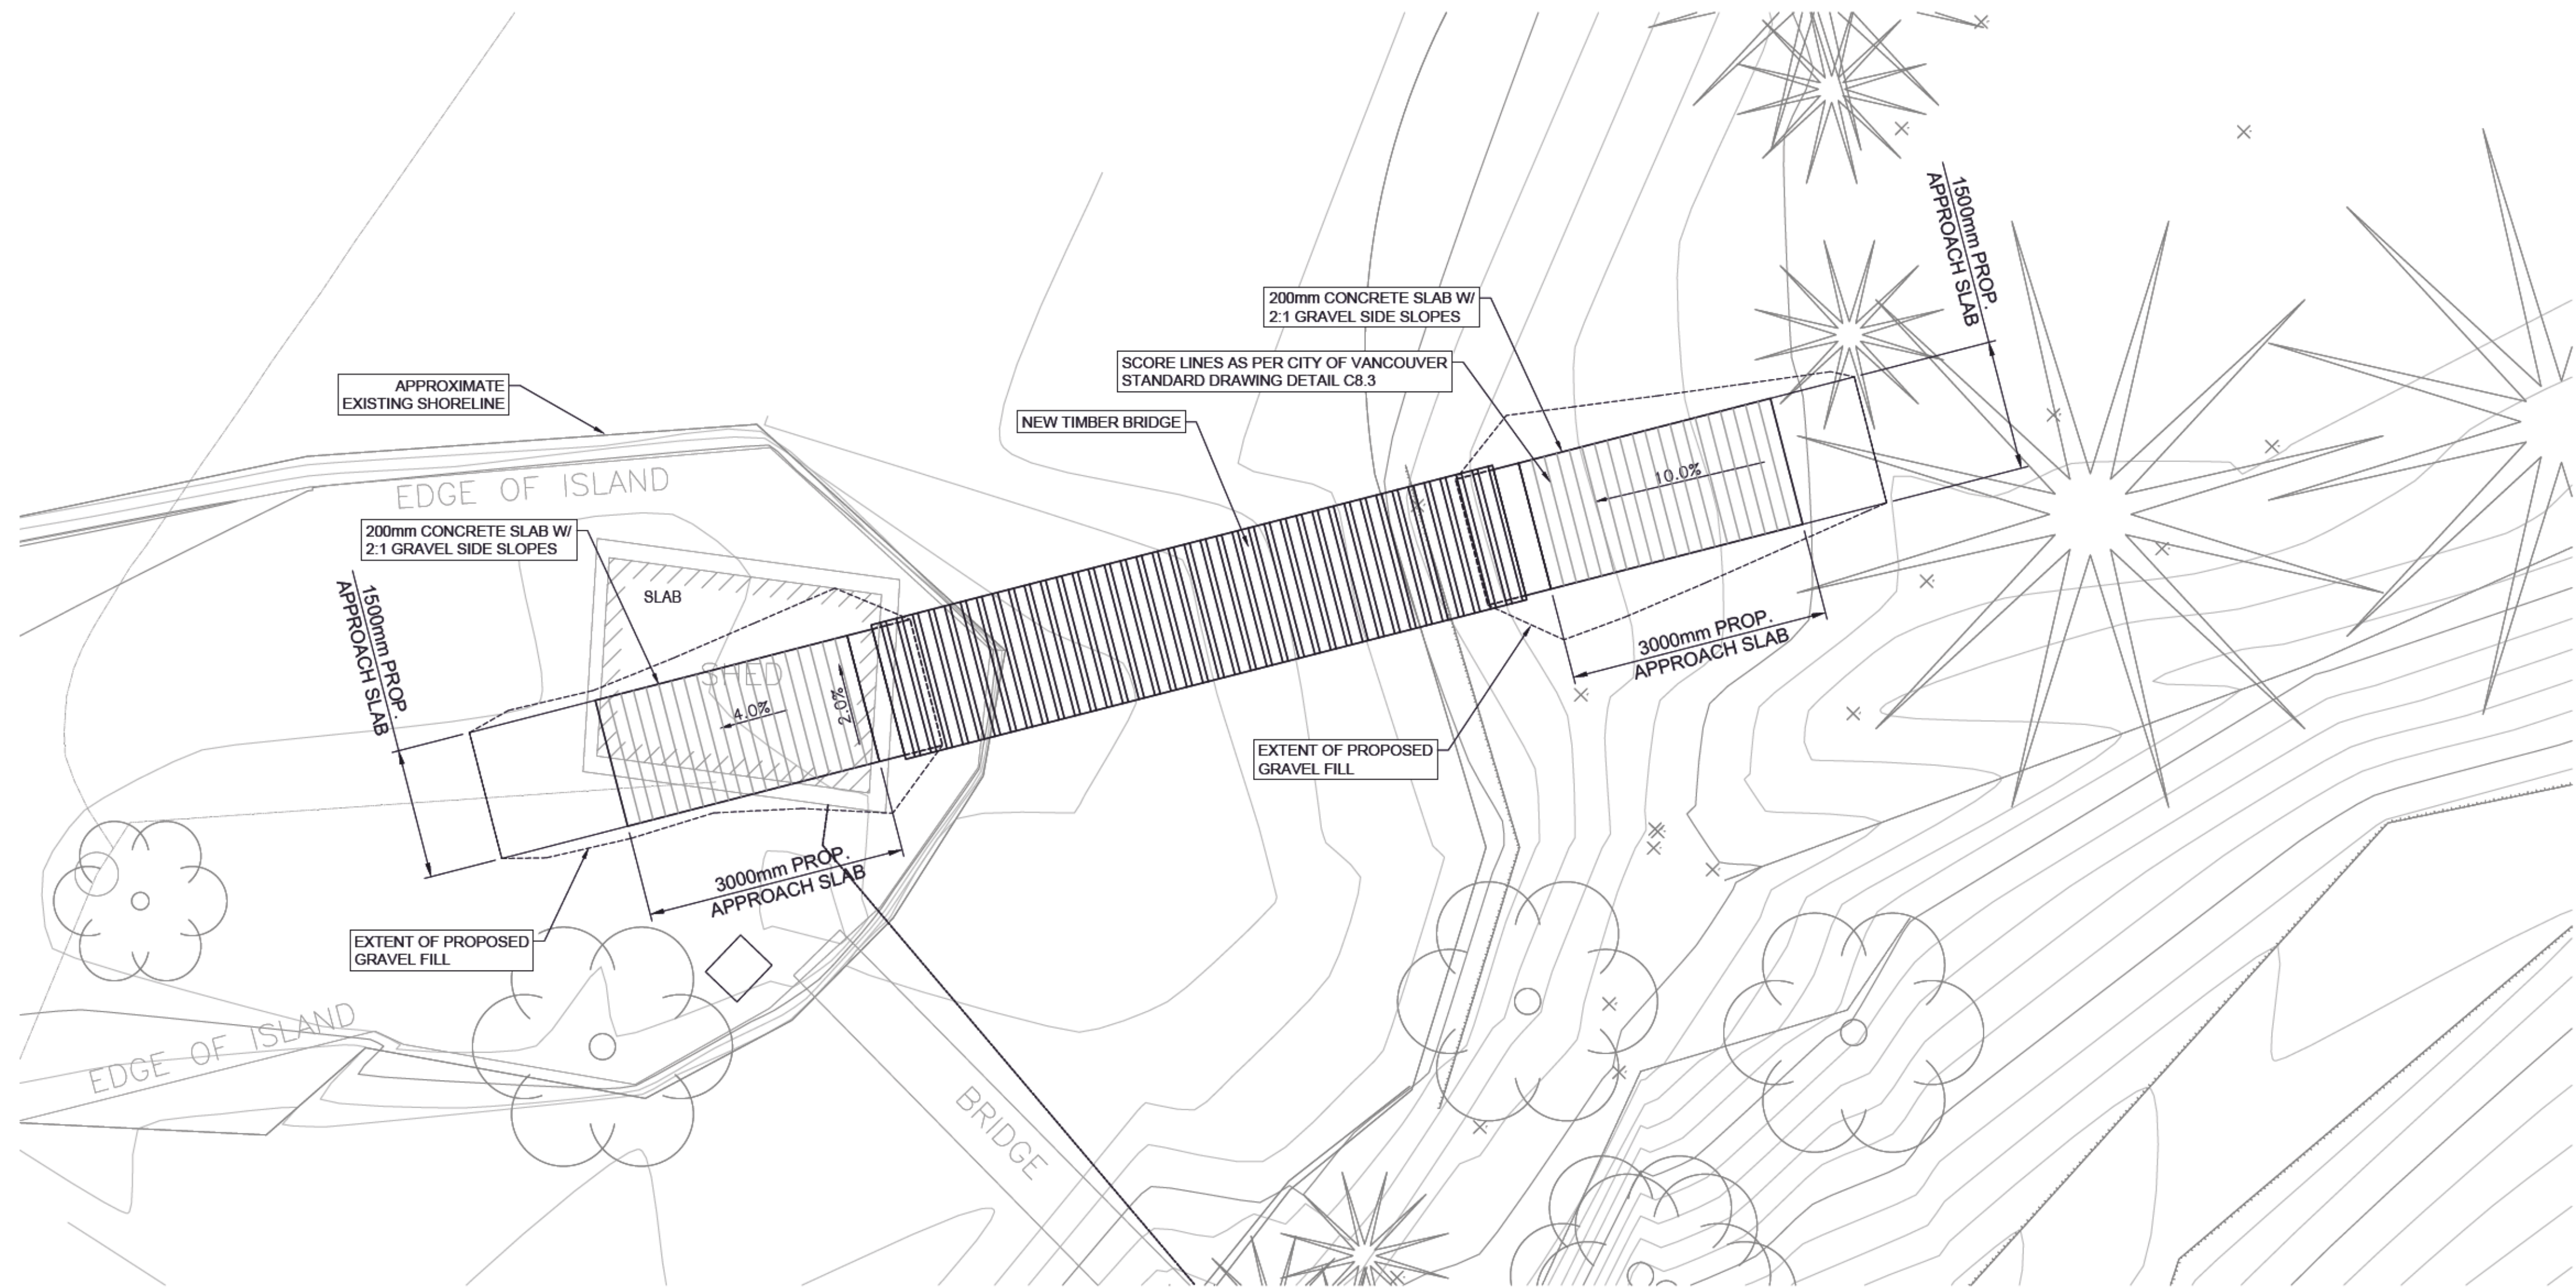 1500mm PROP.
APPROACH SLAB
200mm CONCRETE SLAB W/
2:1 GRAVEL SIDE SLOPES
SCORE LINES AS PER CITY OF VANCOUVER
STANDARD DRAWING DETAIL C8.3
APPROXIMATE
EXISTING SHORELINE
NEW TIMBER BRIDGE
10.0%
EDGE OF ISLAND
200mm CONCRETE SLAB W/
2:1 GRAVEL SIDE SLOPES
SLAB
1500mm PROP.
APPROACH SLAB
SHED
4.0%
2.0%
3000mm PROP.
APPROACH SLAB
EXTENT OF PROPOSED
GRAVEL FILL
3000mm PROP.
APPROACH SLAB
EXTENT OF PROPOSED
GRAVEL FILL
EDGE OF ISLAND
BRIDGE